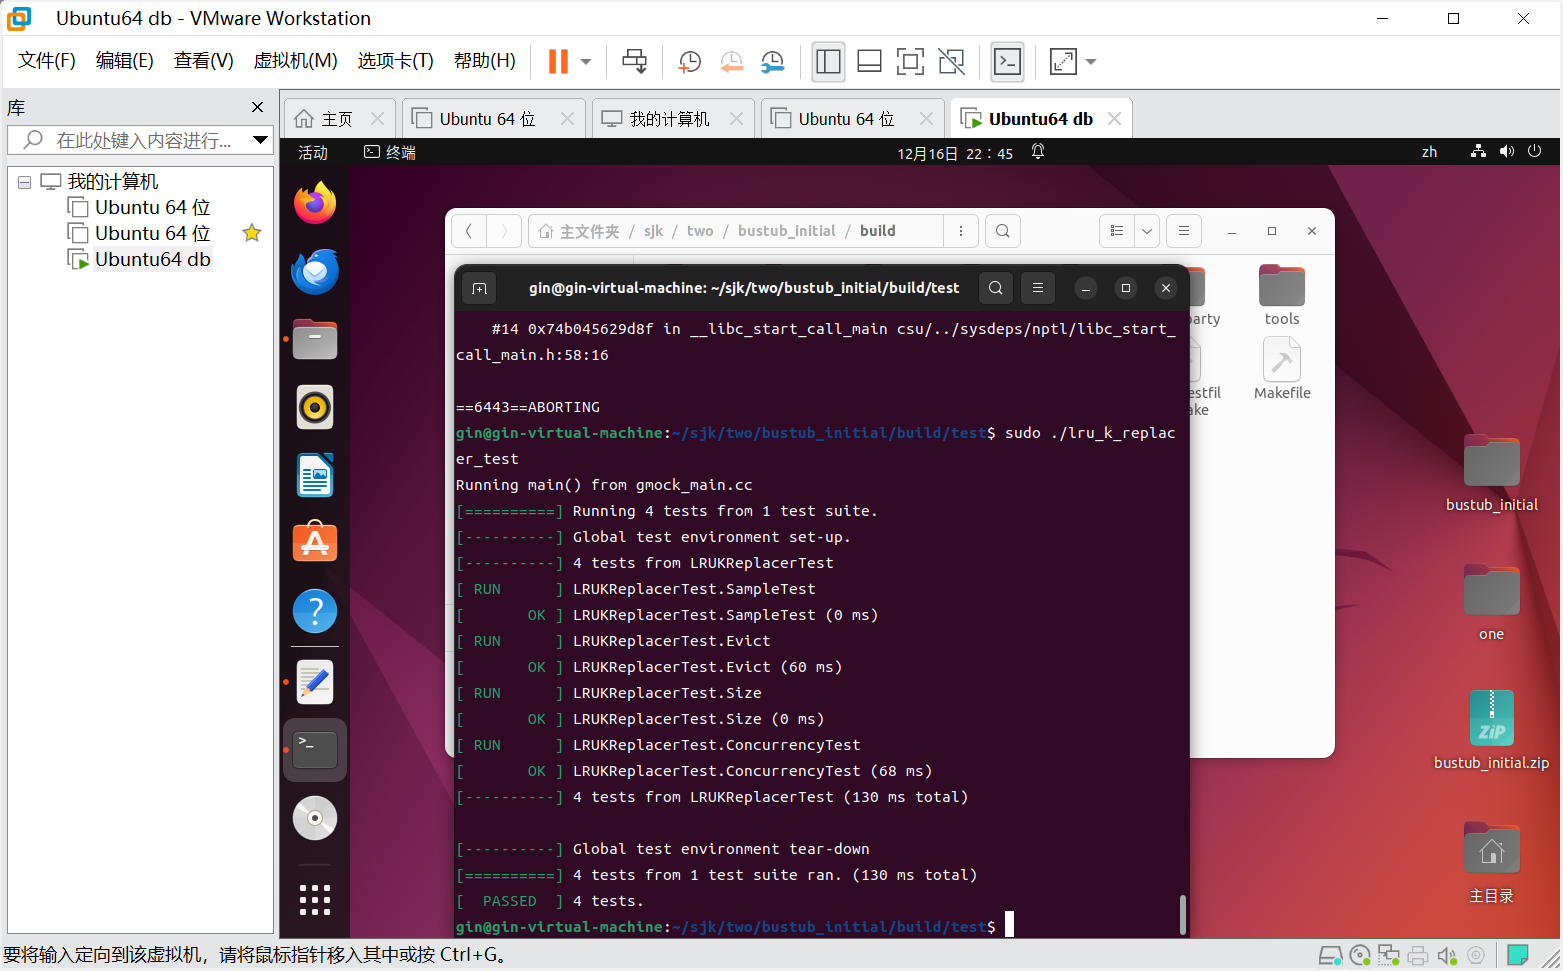 Ubuntu64 db - VMware Workstation
文件(F) 编辑(E) 查看(V) 虚拟机(M) 选项卡(T) 帮助(H)
库
在此处键入内容进行...
我的计算机
Ubuntu 64 位
Ubuntu 64 位
Ubuntu64 db
主页 Ubuntu 64 位 我的计算机 Ubuntu 64 位 Ubuntu64 db
活动 终端 12月16日 22：45 zh
主文件夹 / sjk / two / bustub_initial / build
gin@gin-virtual-machine: ~/sjk/two/bustub_initial/build/test
#14 0x74b045629d8f in __libc_start_call_main csu/../sysdeps/nptl/libc_start_
call_main.h:58:16
==6443==ABORTING
gin@gin-virtual-machine:~/sjk/two/bustub_initial/build/test$ sudo ./lru_k_replac
er_test
Running main() from gmock_main.cc
[==========] Running 4 tests from 1 test suite.
[----------] Global test environment set-up.
[----------] 4 tests from LRUKReplacerTest
[ RUN      ] LRUKReplacerTest.SampleTest
[       OK ] LRUKReplacerTest.SampleTest (0 ms)
[ RUN      ] LRUKReplacerTest.Evict
[       OK ] LRUKReplacerTest.Evict (60 ms)
[ RUN      ] LRUKReplacerTest.Size
[       OK ] LRUKReplacerTest.Size (0 ms)
[ RUN      ] LRUKReplacerTest.ConcurrencyTest
[       OK ] LRUKReplacerTest.ConcurrencyTest (68 ms)
[----------] 4 tests from LRUKReplacerTest (130 ms total)
[----------] Global test environment tear-down
[==========] 4 tests from 1 test suite ran. (130 ms total)
[  PASSED  ] 4 tests.
gin@gin-virtual-machine:~/sjk/two/bustub_initial/build/test$
arty tools
estfil Makefile
ake
bustub_initial
one
ZIP
bustub_initial.zip
主目录
要将输入定向到该虚拟机，请将鼠标指针移入其中或按 Ctrl+G。